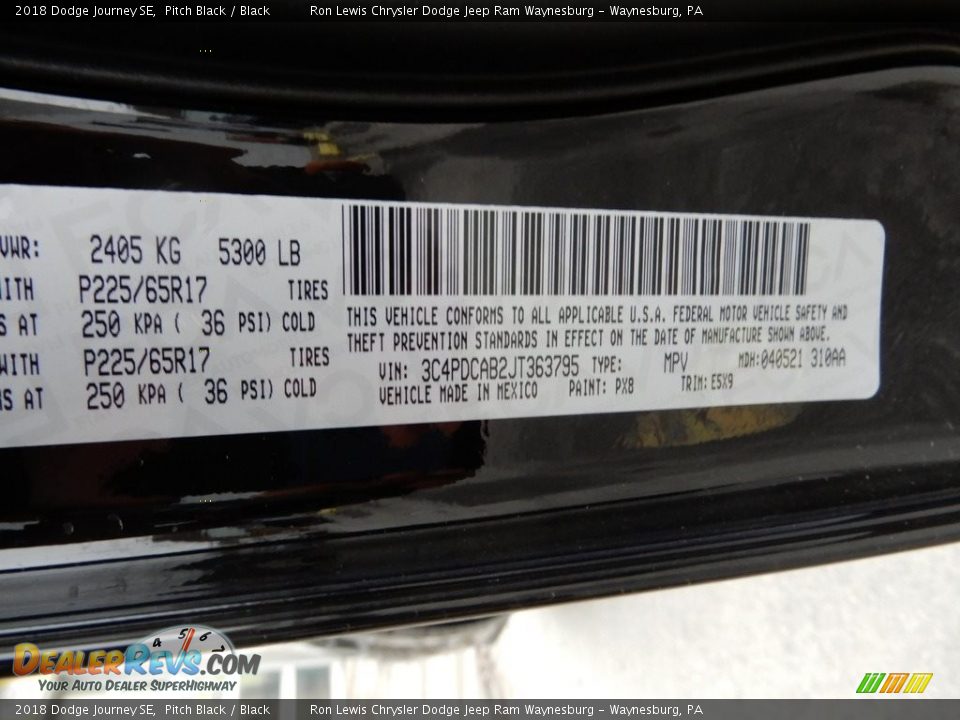 2018 Dodge Journey SE, Pitch Black / Black Ron Lewis Chrysler Dodge Jeep Ram Waynesburg - Waynesburg, PA
VWR: 2405 KG 5300 LB
WITH P225/65R17 TIRES
S AT 250 KPA ( 36 PSI) COLD
WITH P225/65R17 TIRES
S AT 250 KPA ( 36 PSI) COLD
THIS VEHICLE CONFORMS TO ALL APPLICABLE U.S.A. FEDERAL MOTOR VEHICLE SAFETY AND
THEFT PREVENTION STANDARDS IN EFFECT ON THE DATE OF MANUFACTURE SHOWN ABOVE.
VIN: 3C4PDCAB2JT363795 TYPE: MPV MDH:040521 310AA
VEHICLE MADE IN MEXICO PAINT: PX8 TRIM: E5X9
4 5 6
DEALERREVS.COM
YOUR AUTO DEALER SUPERHIGHWAY
2018 Dodge Journey SE, Pitch Black / Black Ron Lewis Chrysler Dodge Jeep Ram Waynesburg - Waynesburg, PA